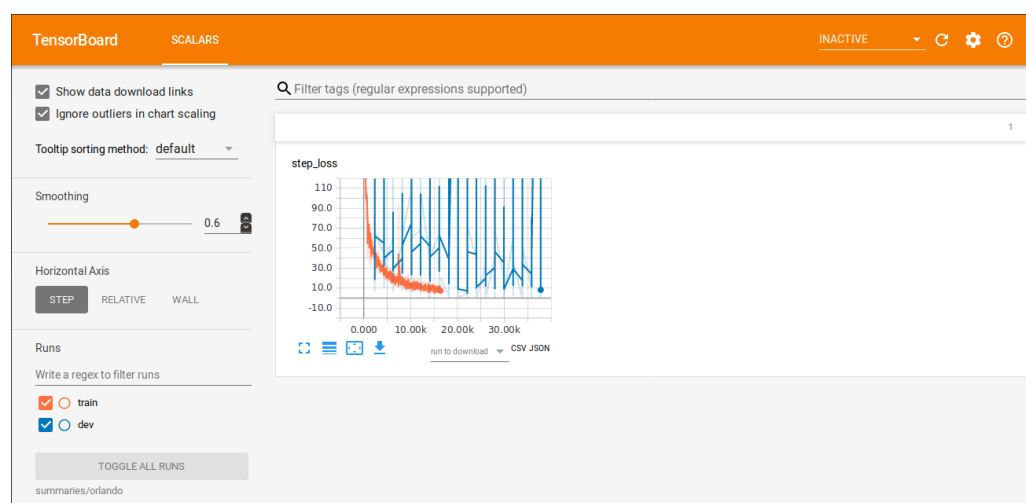 TensorBoard SCALARS INACTIVE
Show data download links
Ignore outliers in chart scaling
Tooltip sorting method: default
Smoothing
0.6
Horizontal Axis
STEP RELATIVE WALL
Runs
Write a regex to filter runs
train
dev
TOGGLE ALL RUNS
summaries/orlando
Filter tags (regular expressions supported)
1
step_loss
110
90.0
70.0
50.0
30.0
10.0
-10.0
0.000 10.00k 20.00k 30.00k
run to download CSV JSON